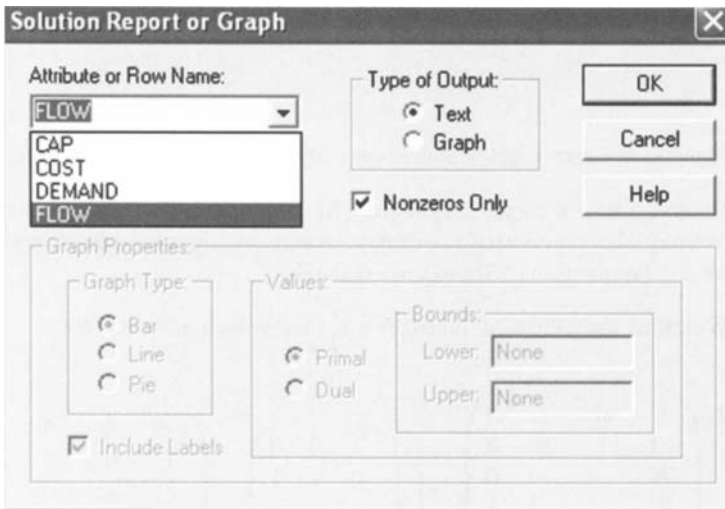 Solution Report or Graph
Attribute or Row Name:
FLOW
CAP
COST
DEMAND
FLOW
Type of Output:
Text
Graph
Nonzeros Only
OK
Cancel
Help
Graph Properties:
Graph Type:
Bar
Line
Pie
Include Labels
Values:
Primal
Dual
Bounds:
Lower: None
Upper: None